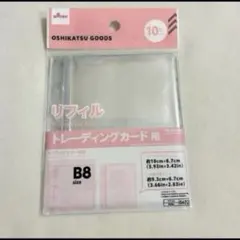 OSHIKATSU GOODS
10
リフィル
トレーディングカード用
B8
size
約10cm×8.7cm
(3.93in×3.42in)
約9.3cm×6.7cm
(3.66in×2.63in)